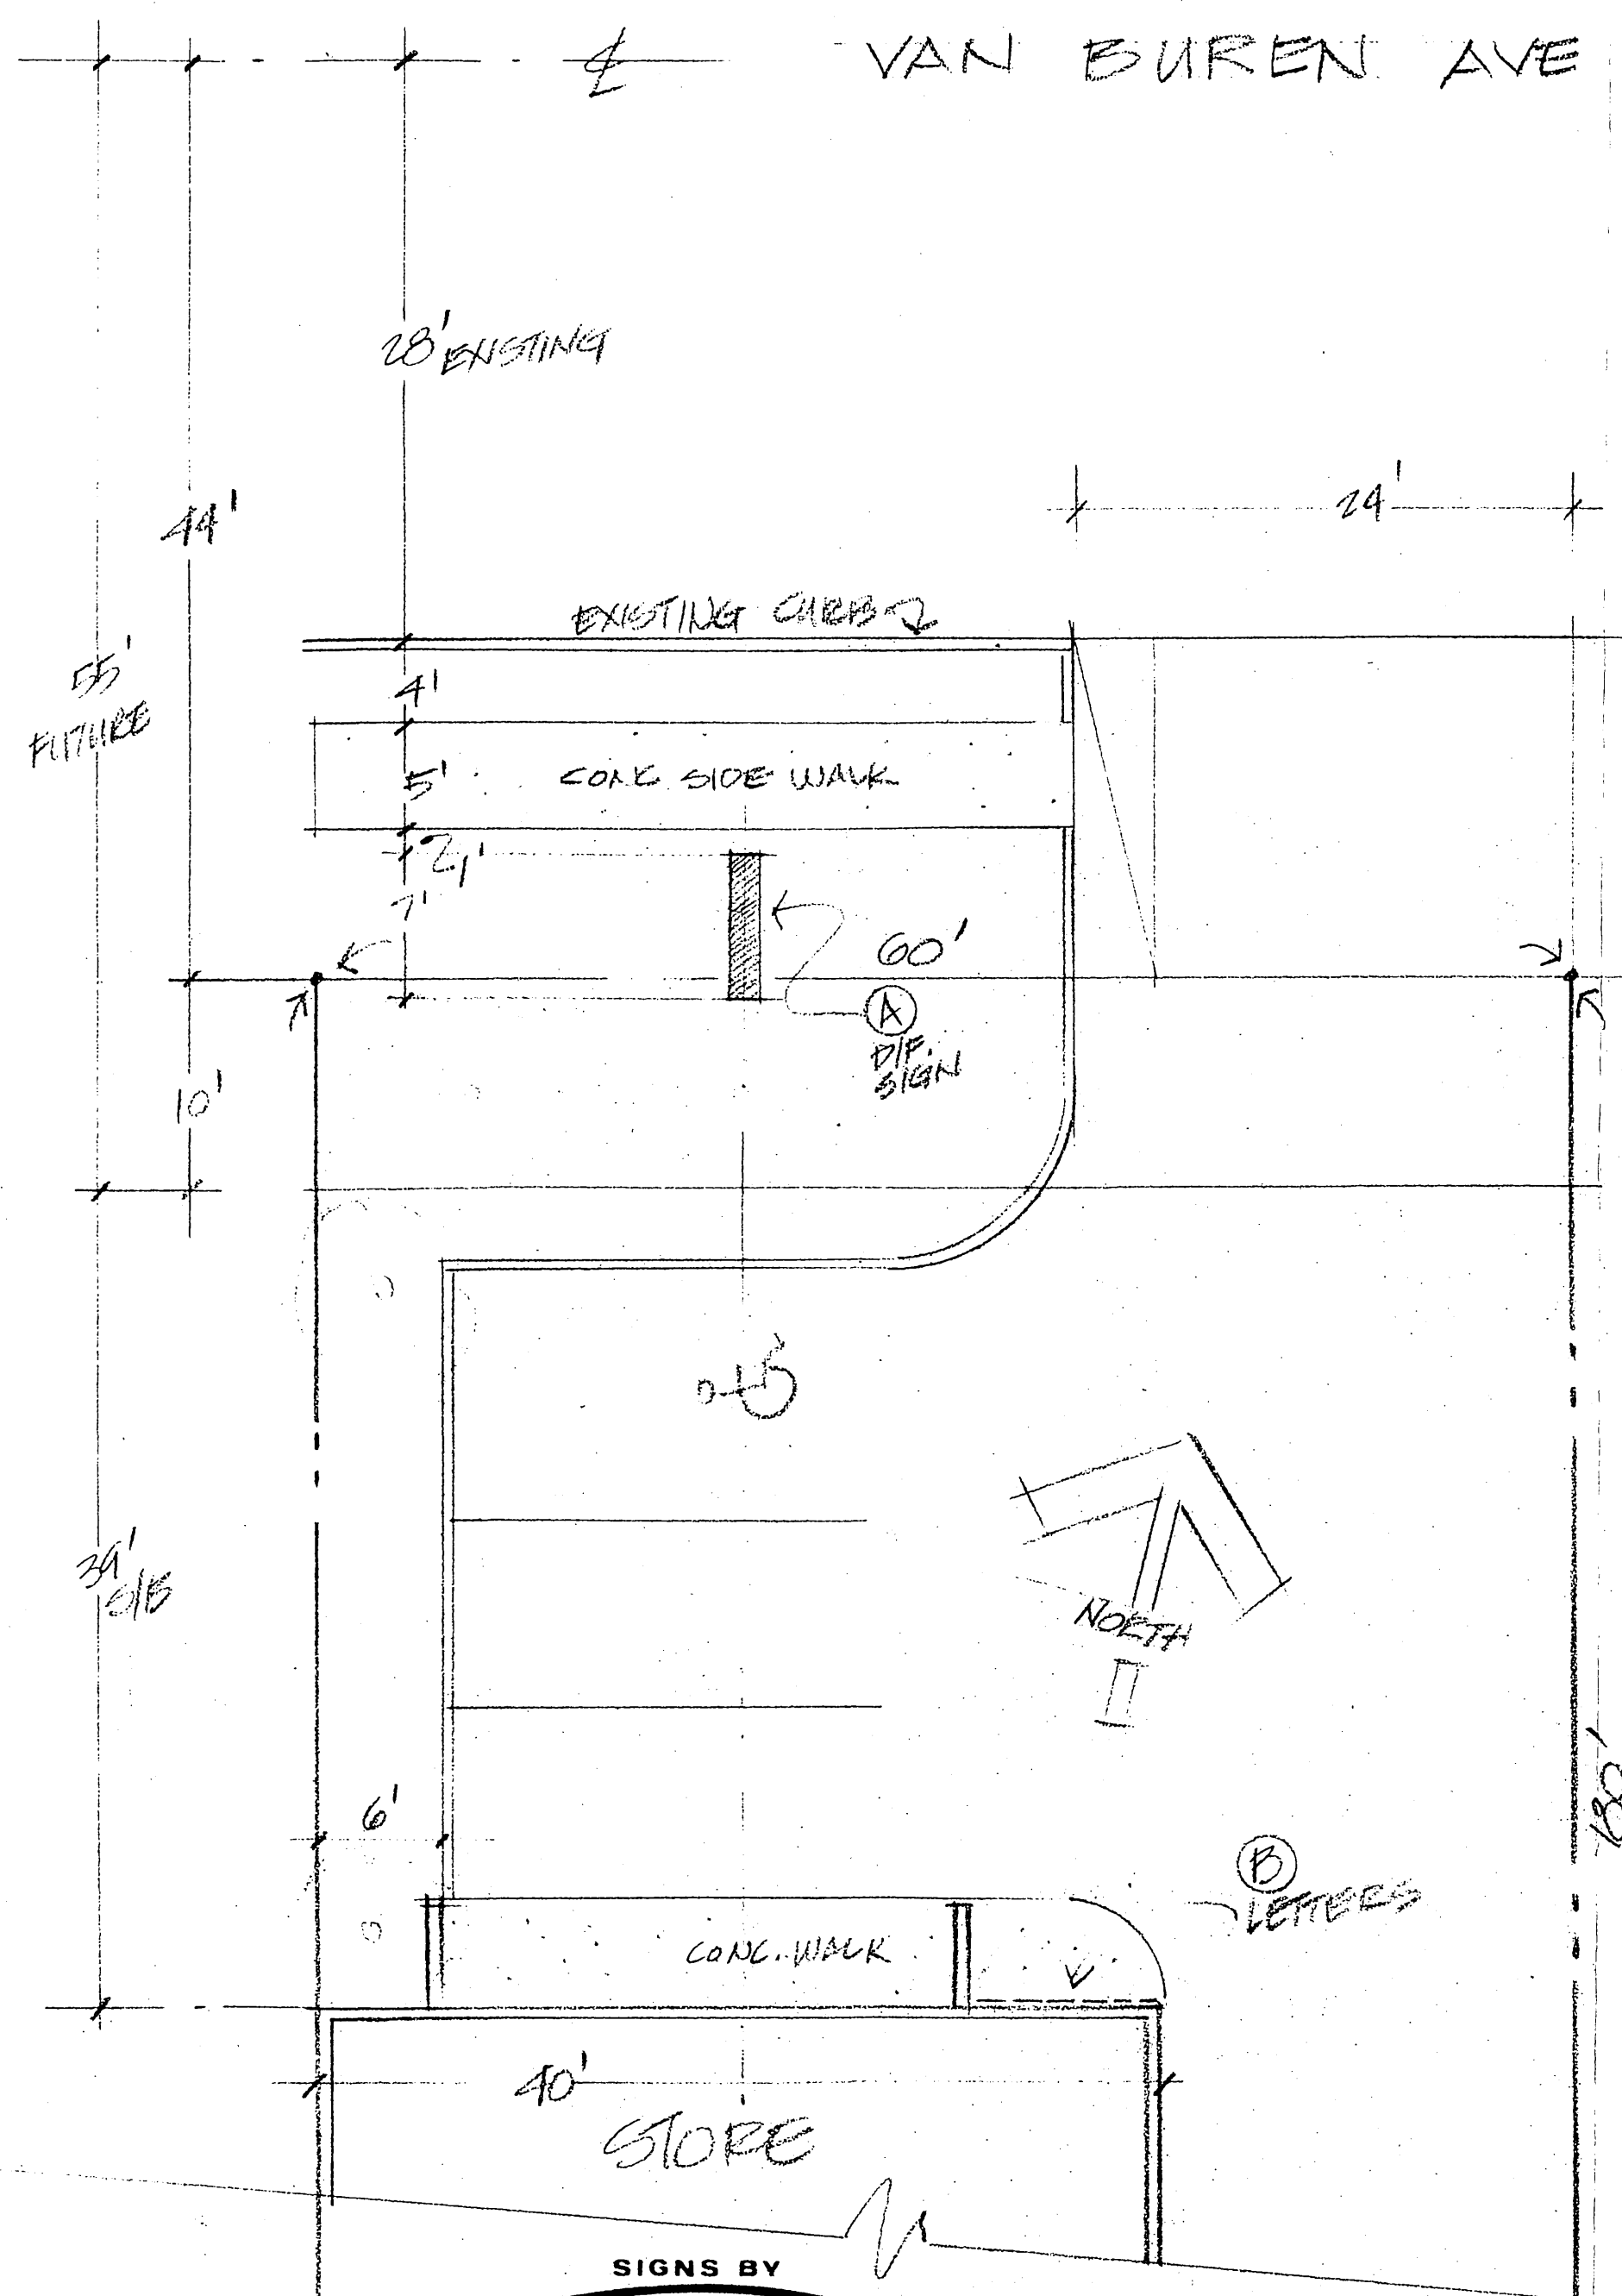 ℄ VAN BUREN AVE
28' EXISTING
44'
24'
EXISTING CURB
55'
FUTURE
4'
5'
CONC SIDE WALK
2'
7'
60'
A
D/F.
SIGN
10'
NORTH
39'
S/B
6'
B
LETTERS
CONC. WALK
40'
STORE
SIGNS BY